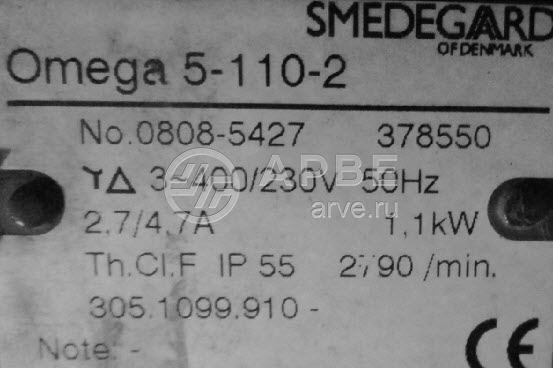 SMEDEGAARD
OF DENMARK
Omega 5-110-2
No.0808-5427 378550
YΔ 3~400/230V 50Hz
АРВЕ
arve.ru
2,7/4,7A 1,1kW
Th.Cl.F IP 55 2790 /min.
305.1099.910 -
Note: -
CE